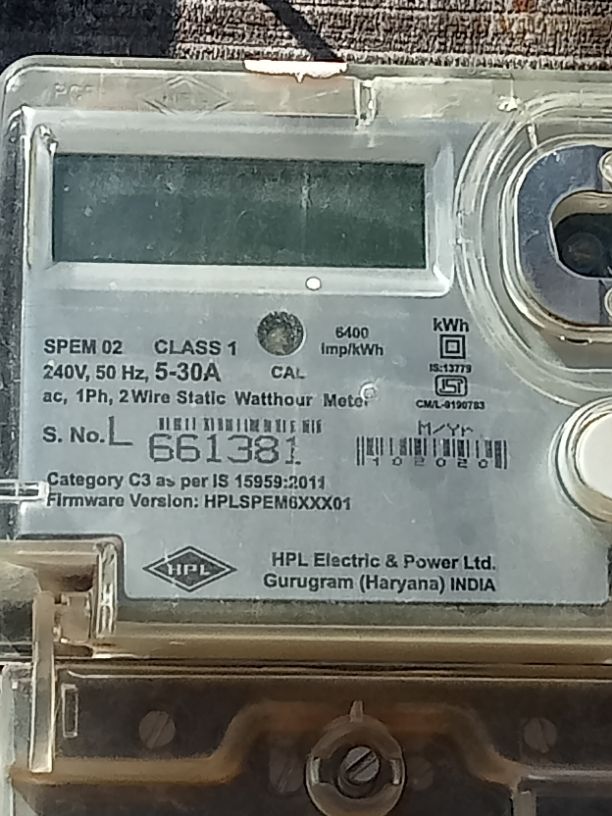 HPL
6400
SPEM 02 CLASS 1 imp/kWh kWh
240V, 50 Hz, 5-30A CAL IS:13779
ac, 1Ph, 2 Wire Static Watthour Meter CM/L-9190783
S. No. L 661381 M/Yr
102020
Category C3 as per IS 15959:2011
Firmware Version: HPLSPEM6XXX01
HPL HPL Electric & Power Ltd.
Gurugram (Haryana) INDIA